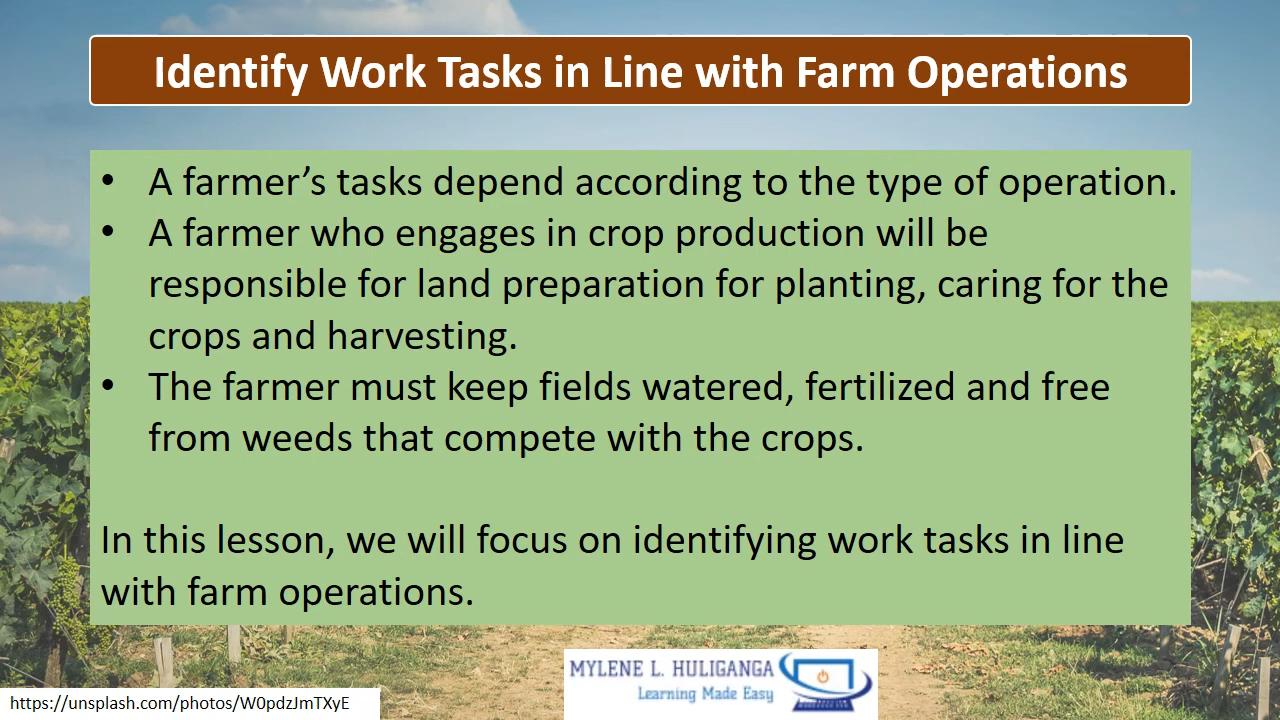 Identify Work Tasks in Line with Farm Operations
• A farmer’s tasks depend according to the type of operation.
• A farmer who engages in crop production will be
responsible for land preparation for planting, caring for the
crops and harvesting.
• The farmer must keep fields watered, fertilized and free
from weeds that compete with the crops.
In this lesson, we will focus on identifying work tasks in line
with farm operations.
MYLENE L. HULIGANGA
Learning Made Easy
https://unsplash.com/photos/W0pdzJmTXyE